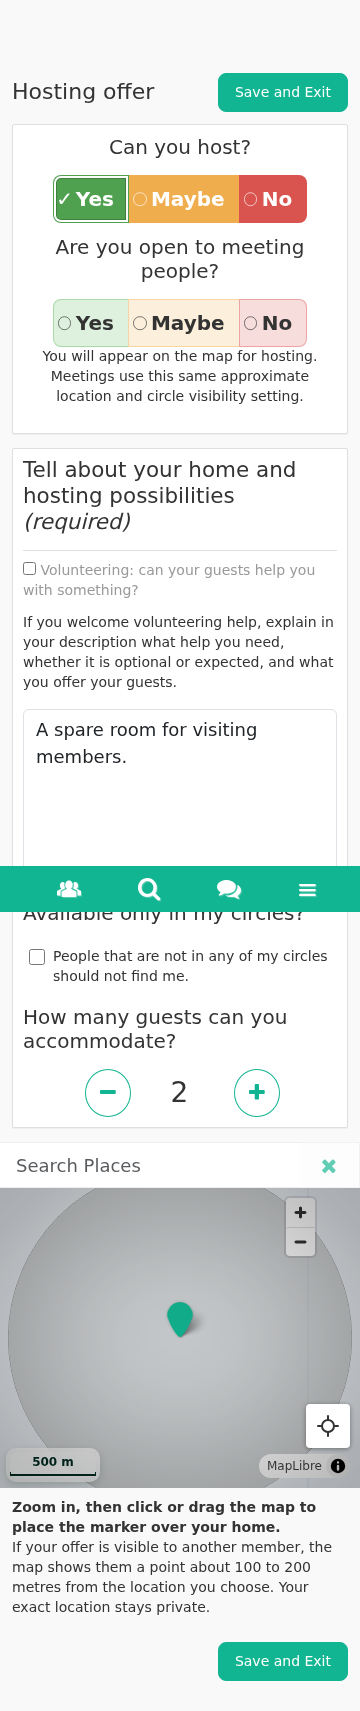 Hosting offer
Save and Exit
Can you host?
✓ Yes
Maybe
No
Are you open to meeting
people?
Yes
Maybe
No
You will appear on the map for hosting.
Meetings use this same approximate
location and circle visibility setting.
Tell about your home and
hosting possibilities
(required)
Volunteering: can your guests help you
with something?
If you welcome volunteering help, explain in
your description what help you need,
whether it is optional or expected, and what
you offer your guests.
A spare room for visiting
members.
Available only in my circles?
People that are not in any of my circles
should not find me.
How many guests can you
accommodate?
2
Search Places
500 m
MapLibre
Zoom in, then click or drag the map to
place the marker over your home.
If your offer is visible to another member, the
map shows them a point about 100 to 200
metres from the location you choose. Your
exact location stays private.
Save and Exit